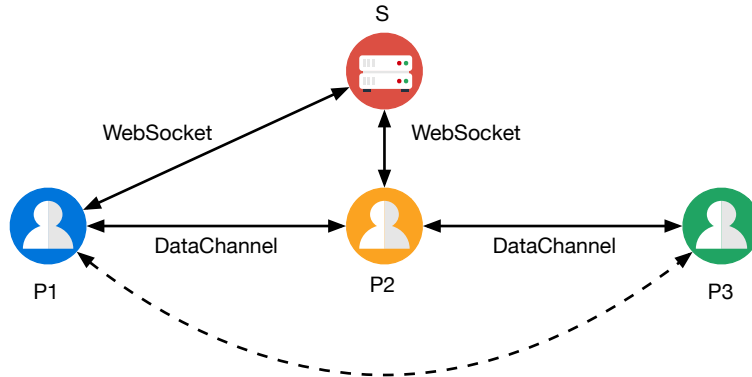 S
WebSocket
WebSocket
DataChannel
DataChannel
P1
P2
P3